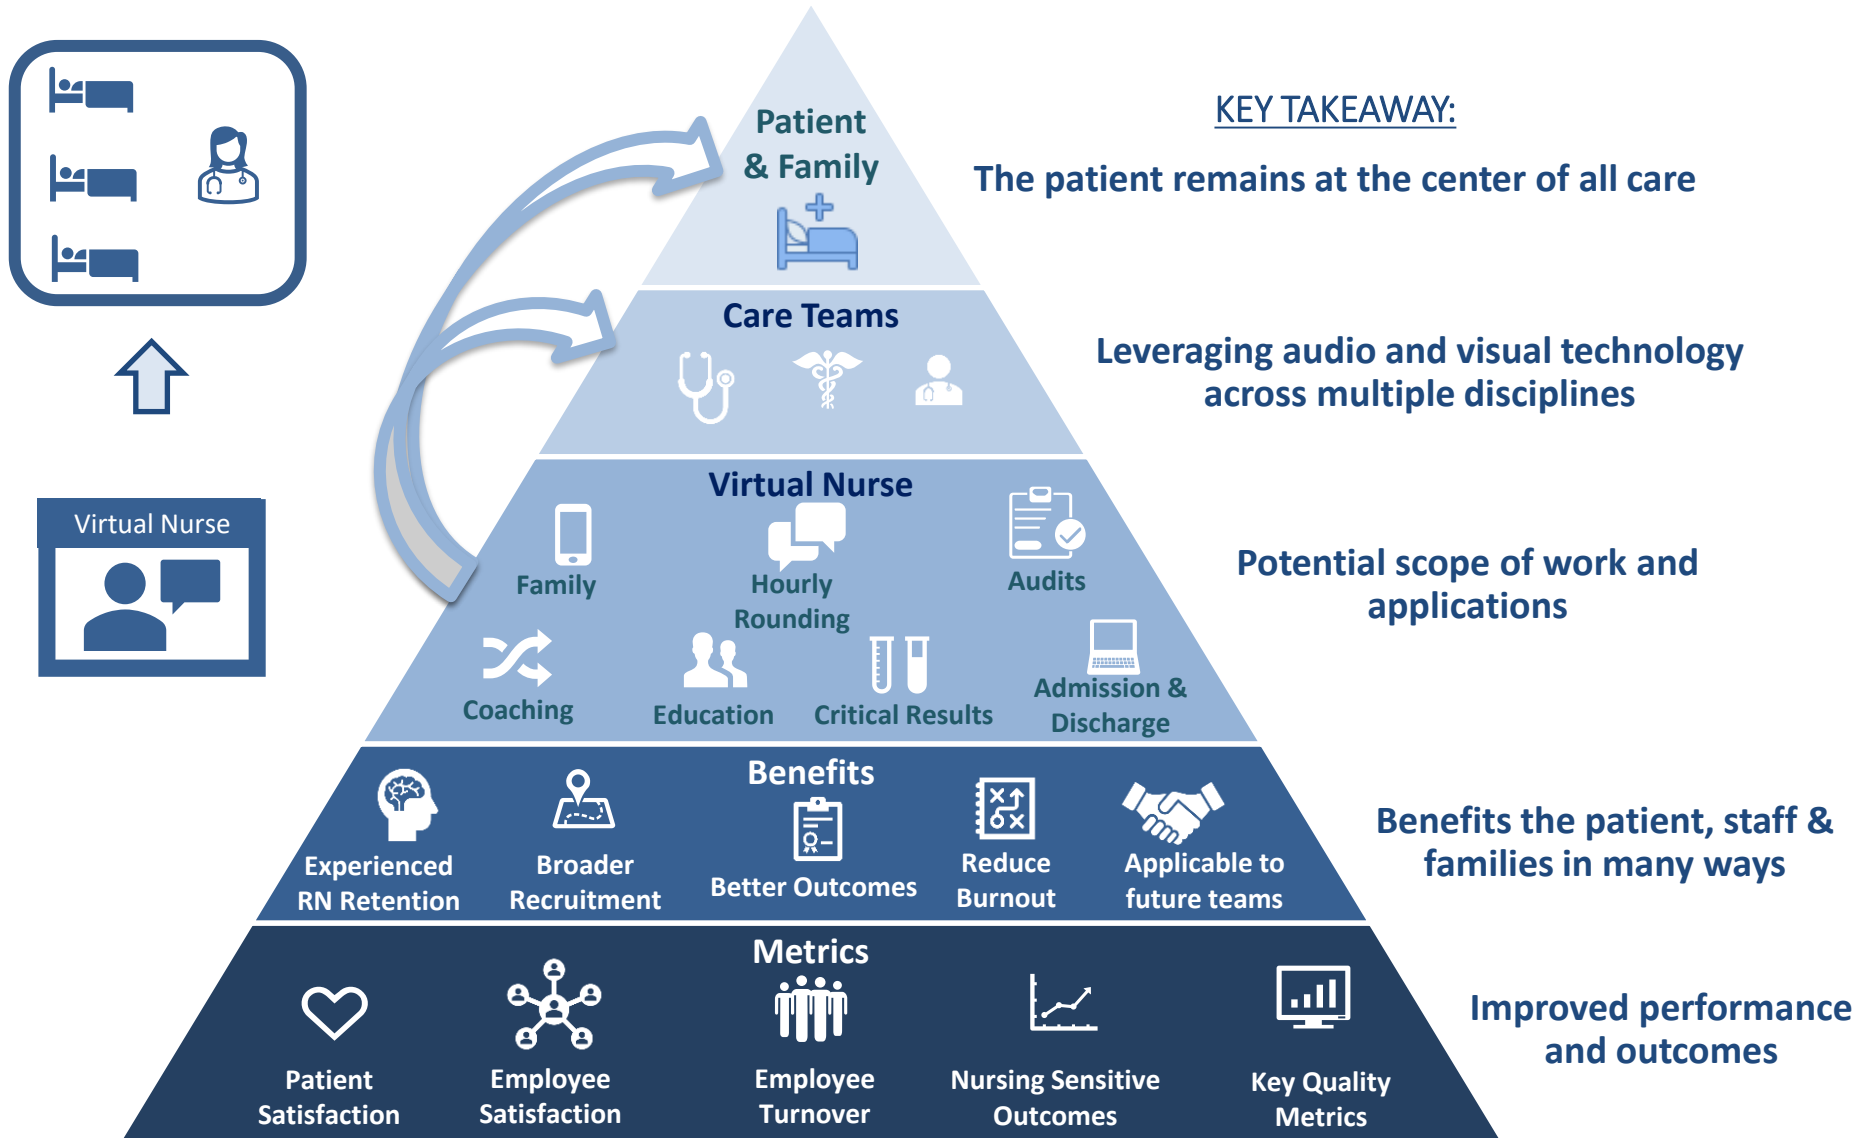 KEY TAKEAWAY:
Patient
& Family
The patient remains at the center of all care
Care Teams
Leveraging audio and visual technology
across multiple disciplines
Virtual Nurse
Virtual Nurse
Family
Hourly
Rounding
Audits
Potential scope of work and
applications
Coaching
Education
Critical Results
Admission &
Discharge
Benefits
Experienced
RN Retention
Broader
Recruitment
Better Outcomes
Reduce
Burnout
Applicable to
future teams
Benefits the patient, staff &
families in many ways
Metrics
Patient
Satisfaction
Employee
Satisfaction
Employee
Turnover
Nursing Sensitive
Outcomes
Key Quality
Metrics
Improved performance
and outcomes